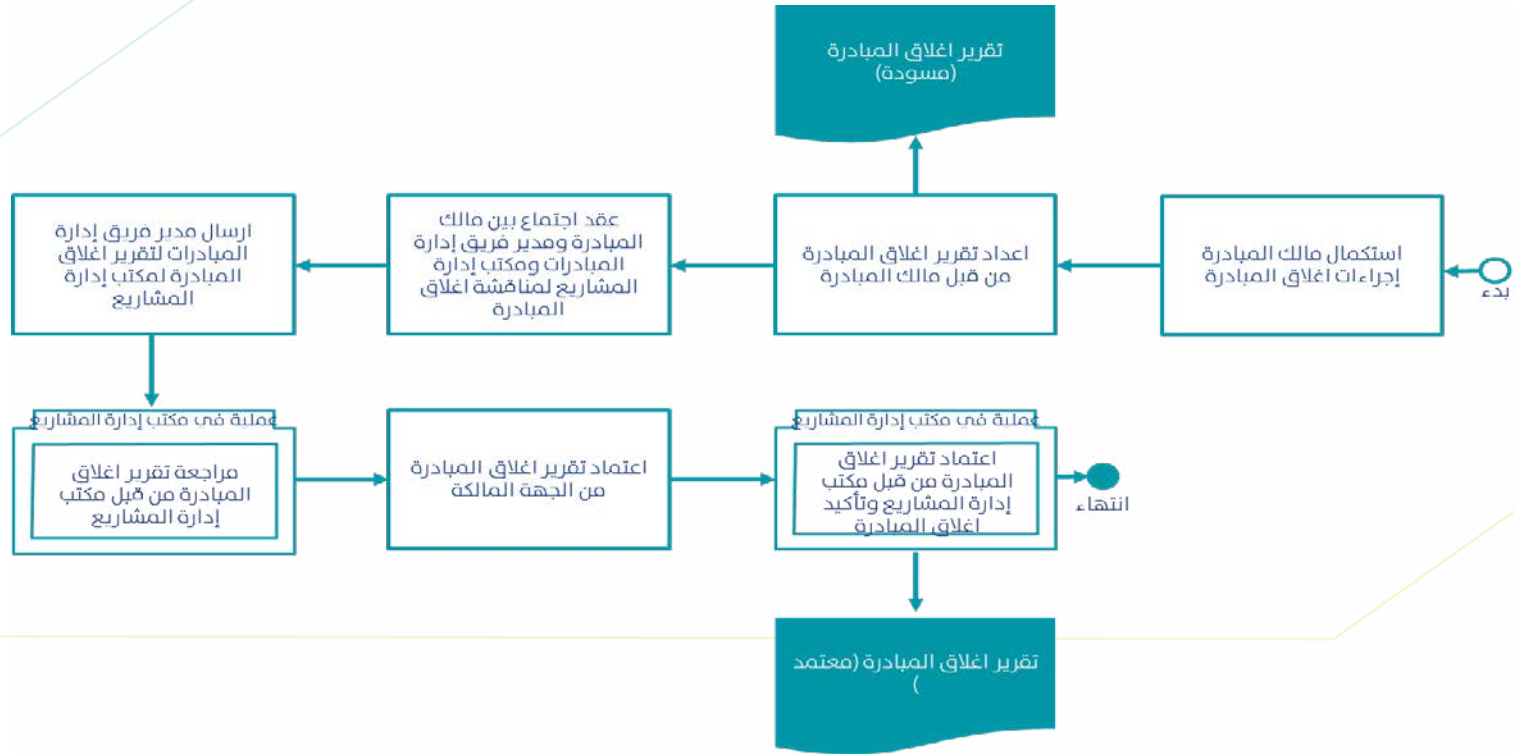 تقرير اغلاق المبادرة
(مسودة)
بدء
استكمال مالك المبادرة
إجراءات اغلاق المبادرة
اعداد تقرير اغلاق المبادرة
من قبل مالك المبادرة
عقد اجتماع بين مالك
المبادرة ومدير فريق إدارة
المبادرات ومكتب إدارة
المشاريع لمناقشة اغلاق
المبادرة
ارسال مدير فريق إدارة
المبادرات لتقرير اغلاق
المبادرة لمكتب إدارة
المشاريع
عملية في مكتب إدارة المشاريع
مراجعة تقرير اغلاق
المبادرة من قبل مكتب
إدارة المشاريع
اعتماد تقرير اغلاق المبادرة
من الجهة المالكة
عملية في مكتب إدارة المشاريع
اعتماد تقرير اغلاق
المبادرة من قبل مكتب
إدارة المشاريع وتأكيد
اغلاق المبادرة
انتهاء
تقرير اغلاق المبادرة (معتمد
)